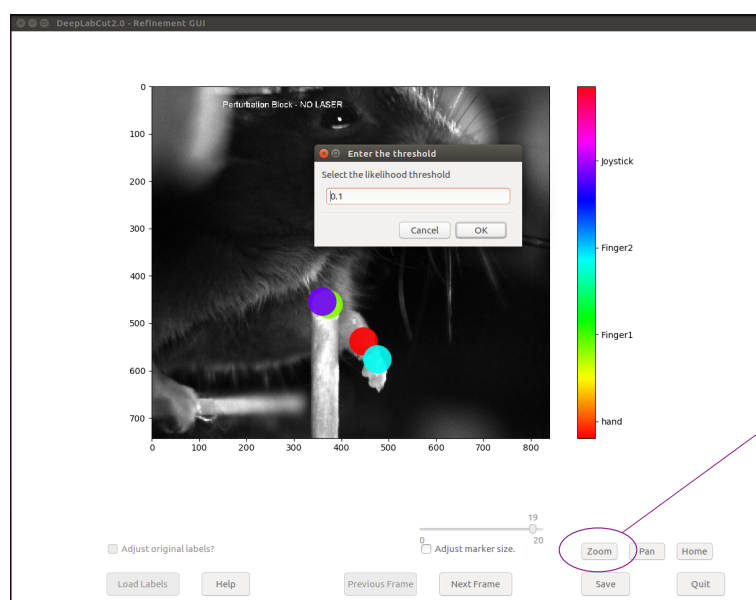 DeepLabCut2.0 - Refinement GUI
Perturbation Block - NO LASER
Enter the threshold
Select the likelihood threshold
0.1
Cancel OK
0
100
200
300
400
500
600
700
0 100 200 300 400 500 600 700 800
Joystick
Finger2
Finger1
hand
19
0 20
Adjust original labels? Adjust marker size. Zoom Pan Home
Load Labels Help Previous Frame Next Frame Save Quit